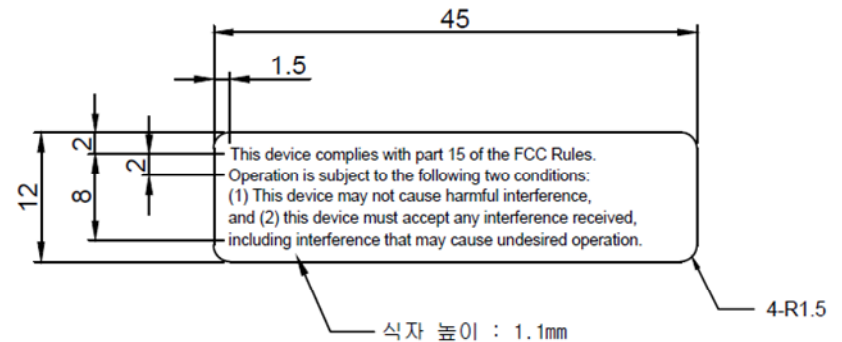 45
1.5
2
2
12
8
This device complies with part 15 of the FCC Rules.
Operation is subject to the following two conditions:
(1) This device may not cause harmful interference,
and (2) this device must accept any interference received,
including interference that may cause undesired operation.
4-R1.5
식자 높이 : 1.1mm